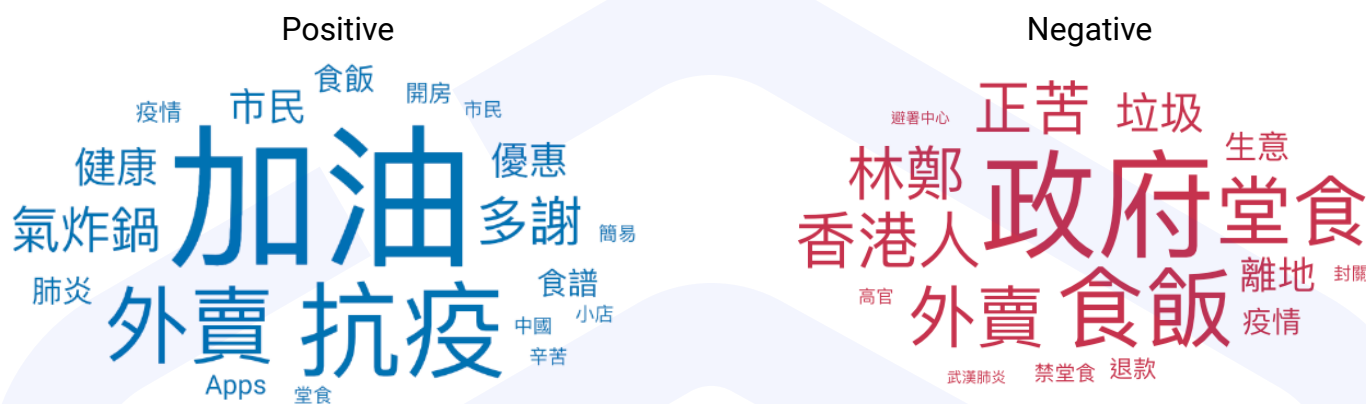 Positive
食飯
開房
市民
市民
疫情
加油
健康
優惠
氣炸鍋
多謝
簡易
肺炎
外賣
抗疫
食譜
小店
中國
辛苦
Apps
堂食
Negative
避署中心
正苦
垃圾
生意
林鄭
政府
堂食
香港人
離地
封關
高官
外賣
食飯
疫情
武漢肺炎
禁堂食
退款